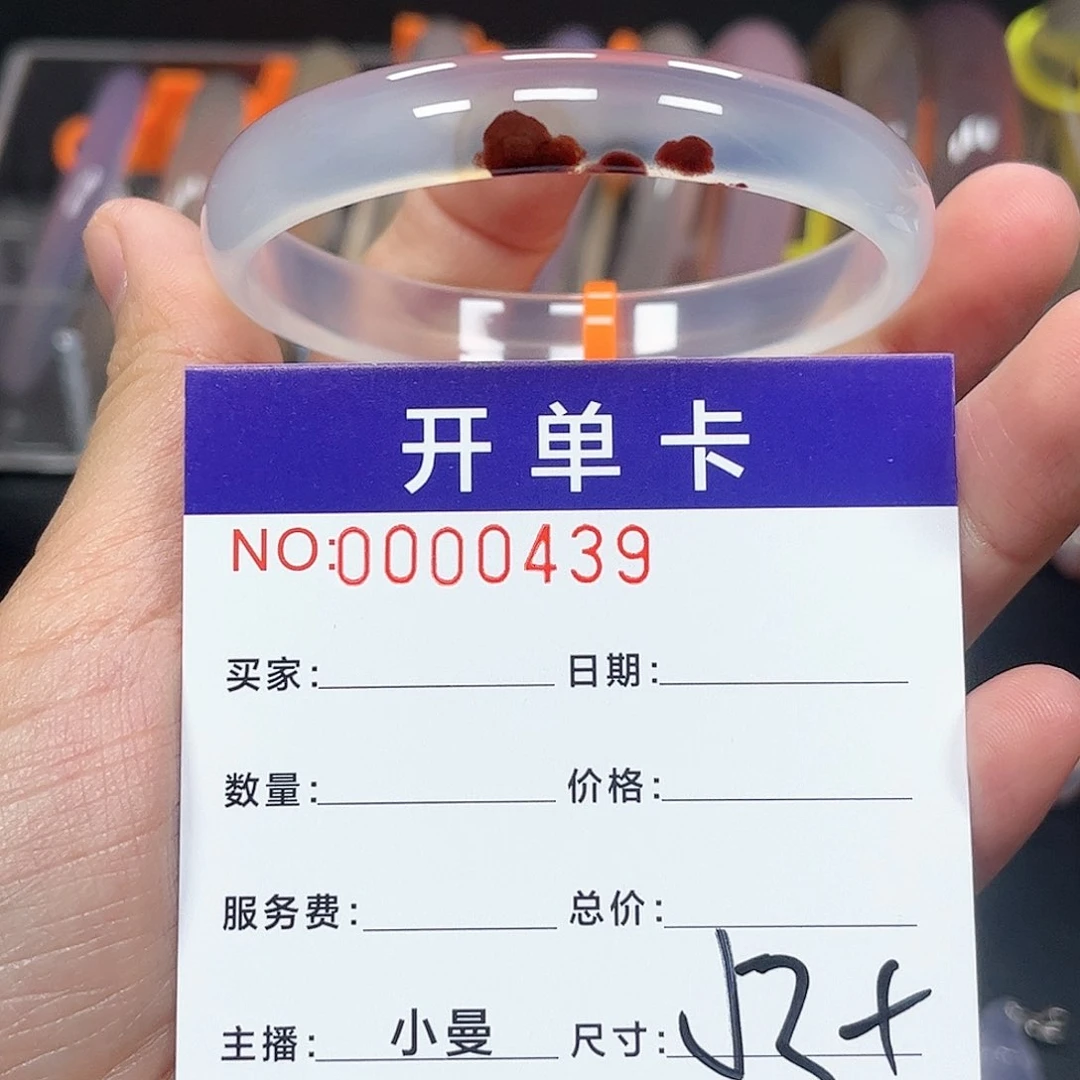 开单卡
NO:0000439
买家: 日期:
数量: 价格:
服务费: 总价:
主播: 小曼 尺寸: